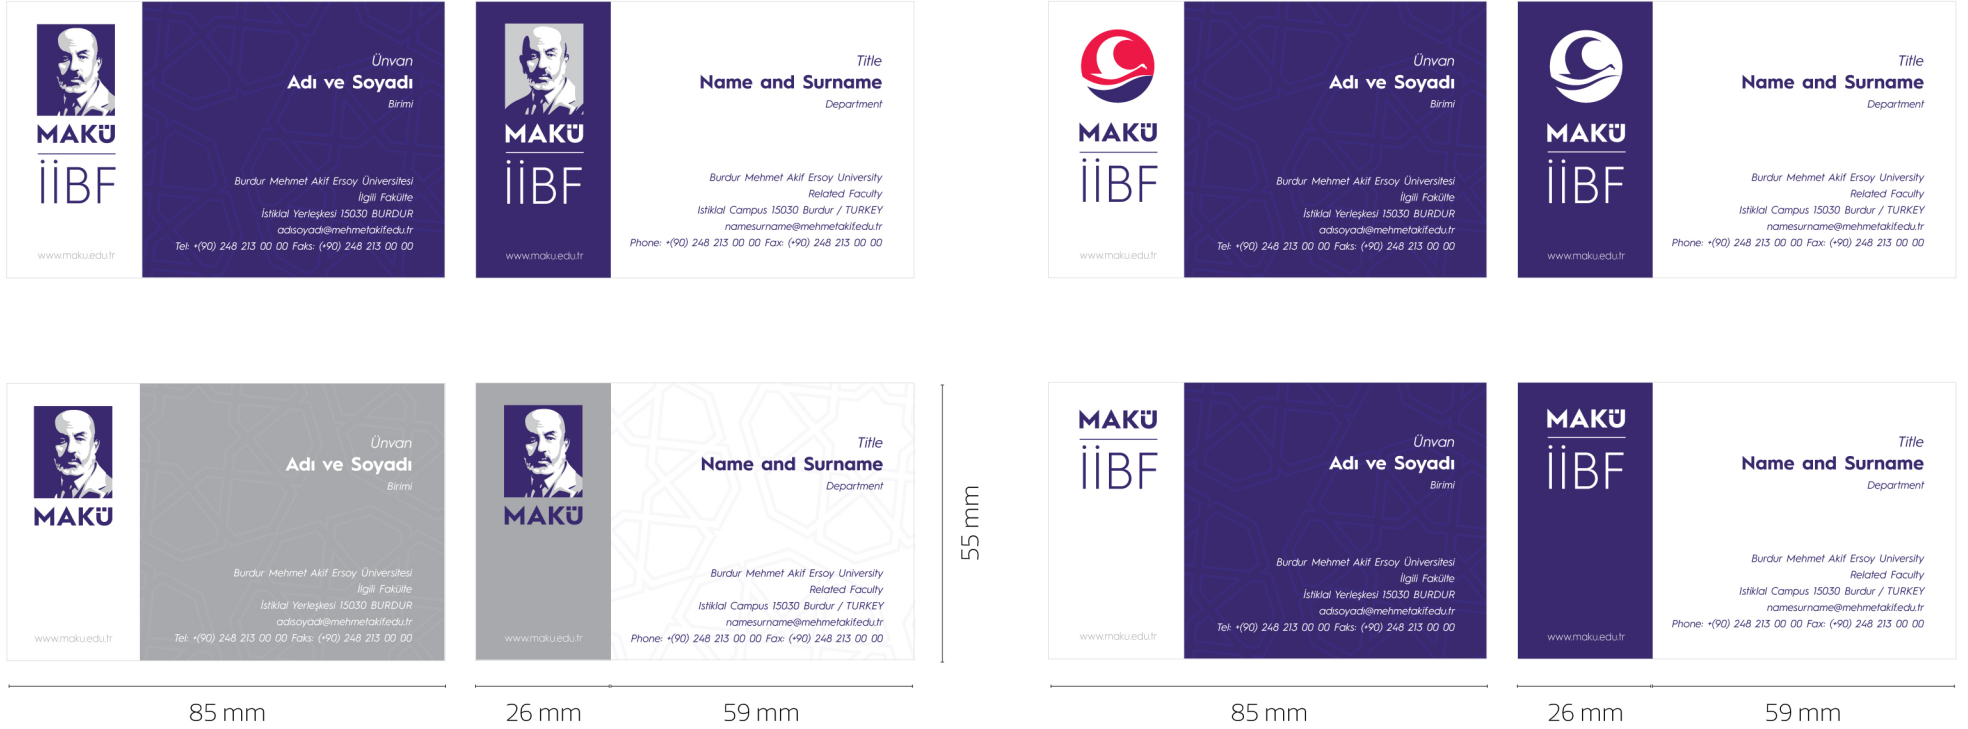 MAKÜ
İİBF
www.maku.edu.tr
Ünvan
Adı ve Soyadı
Birimi
Burdur Mehmet Akif Ersoy Üniversitesi
İlgili Fakülte
İstiklal Yerleşkesi 15030 BURDUR
adısoyadı@mehmetakif.edu.tr
Tel: +(90) 248 213 00 00 Faks: (+90) 248 213 00 00
MAKÜ
İİBF
www.maku.edu.tr
Title
Name and Surname
Department
Burdur Mehmet Akif Ersoy University
Related Faculty
Istiklal Campus 15030 Burdur / TURKEY
namesurname@mehmetakif.edu.tr
Phone: +(90) 248 213 00 00 Fax: (+90) 248 213 00 00
MAKÜ
İİBF
www.maku.edu.tr
Ünvan
Adı ve Soyadı
Birimi
Burdur Mehmet Akif Ersoy Üniversitesi
İlgili Fakülte
İstiklal Yerleşkesi 15030 BURDUR
adısoyadı@mehmetakif.edu.tr
Tel: +(90) 248 213 00 00 Faks: (+90) 248 213 00 00
MAKÜ
İİBF
www.maku.edu.tr
Title
Name and Surname
Department
Burdur Mehmet Akif Ersoy University
Related Faculty
Istiklal Campus 15030 Burdur / TURKEY
namesurname@mehmetakif.edu.tr
Phone: +(90) 248 213 00 00 Fax: (+90) 248 213 00 00
MAKÜ
www.maku.edu.tr
Ünvan
Adı ve Soyadı
Birimi
Burdur Mehmet Akif Ersoy Üniversitesi
İlgili Fakülte
İstiklal Yerleşkesi 15030 BURDUR
adısoyadı@mehmetakif.edu.tr
Tel: +(90) 248 213 00 00 Faks: (+90) 248 213 00 00
MAKÜ
www.maku.edu.tr
Title
Name and Surname
Department
Burdur Mehmet Akif Ersoy University
Related Faculty
Istiklal Campus 15030 Burdur / TURKEY
namesurname@mehmetakif.edu.tr
Phone: +(90) 248 213 00 00 Fax: (+90) 248 213 00 00
55 mm
MAKÜ
İİBF
www.maku.edu.tr
Ünvan
Adı ve Soyadı
Birimi
Burdur Mehmet Akif Ersoy Üniversitesi
İlgili Fakülte
İstiklal Yerleşkesi 15030 BURDUR
adısoyadı@mehmetakif.edu.tr
Tel: +(90) 248 213 00 00 Faks: (+90) 248 213 00 00
MAKÜ
İİBF
www.maku.edu.tr
Title
Name and Surname
Department
Burdur Mehmet Akif Ersoy University
Related Faculty
Istiklal Campus 15030 Burdur / TURKEY
namesurname@mehmetakif.edu.tr
Phone: +(90) 248 213 00 00 Fax: (+90) 248 213 00 00
85 mm
26 mm
59 mm
85 mm
26 mm
59 mm